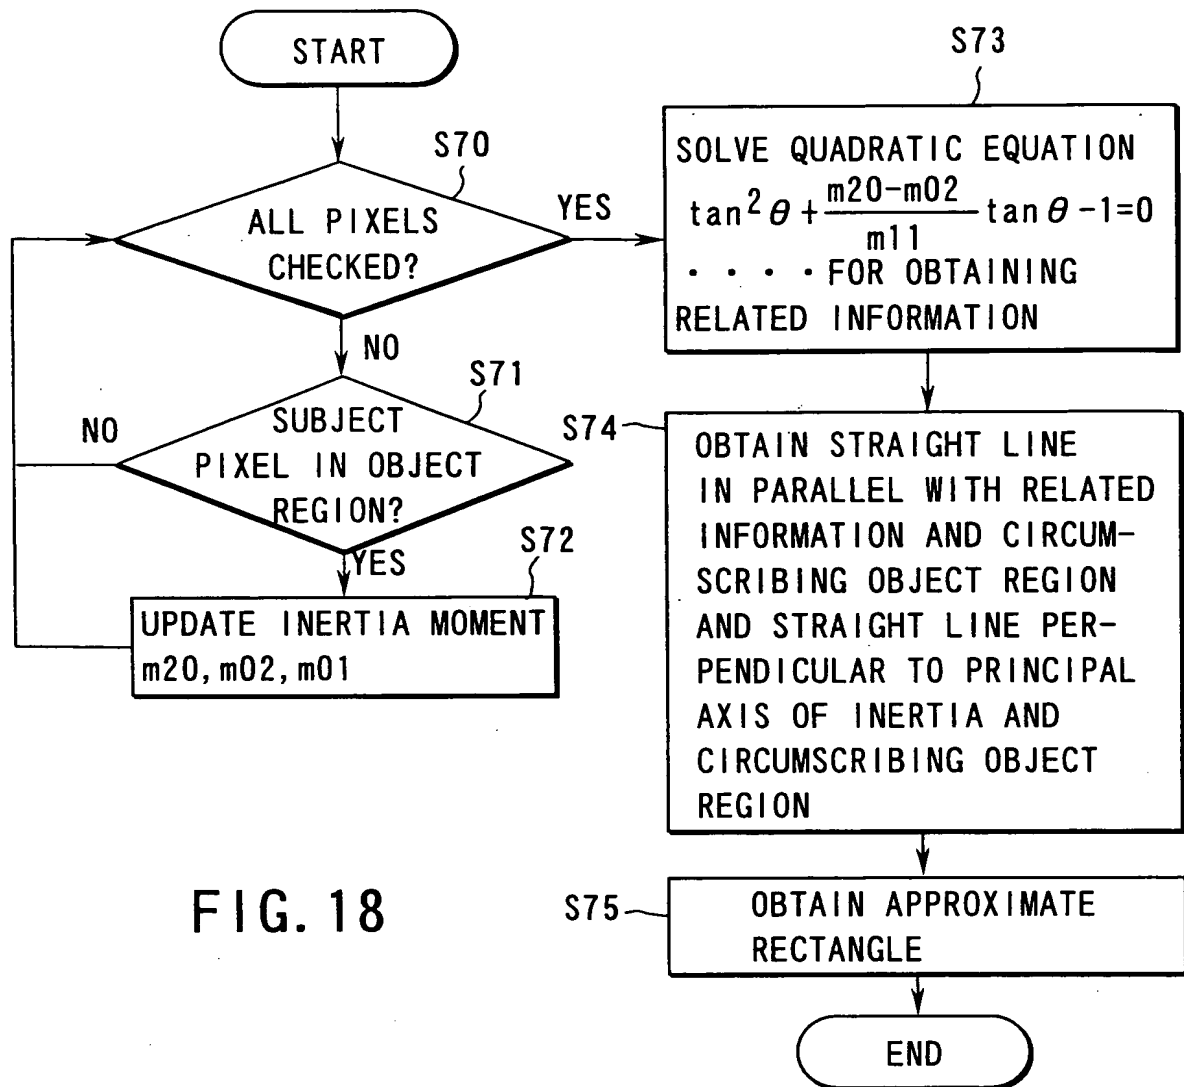 START
S70
ALL PIXELS
CHECKED?
YES
NO
S71
SUBJECT
PIXEL IN OBJECT
REGION?
NO
YES
S72
UPDATE INERTIA MOMENT
m20, m02, m01
S73
SOLVE QUADRATIC EQUATION
tan²θ + (m20-m02)/m11 tanθ -1=0
・・・・FOR OBTAINING
RELATED INFORMATION
S74
OBTAIN STRAIGHT LINE
IN PARALLEL WITH RELATED
INFORMATION AND CIRCUM-
SCRIBING OBJECT REGION
AND STRAIGHT LINE PER-
PENDICULAR TO PRINCIPAL
AXIS OF INERTIA AND
CIRCUMSCRIBING OBJECT
REGION
S75
OBTAIN APPROXIMATE
RECTANGLE
END
FIG. 18